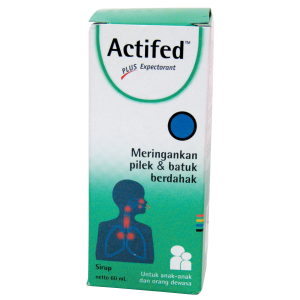 Actifed™
PLUS Expectorant
Meringankan
pilek & batuk
berdahak
Sirup
netto 60 mL
Untuk anak-anak
dan orang dewasa